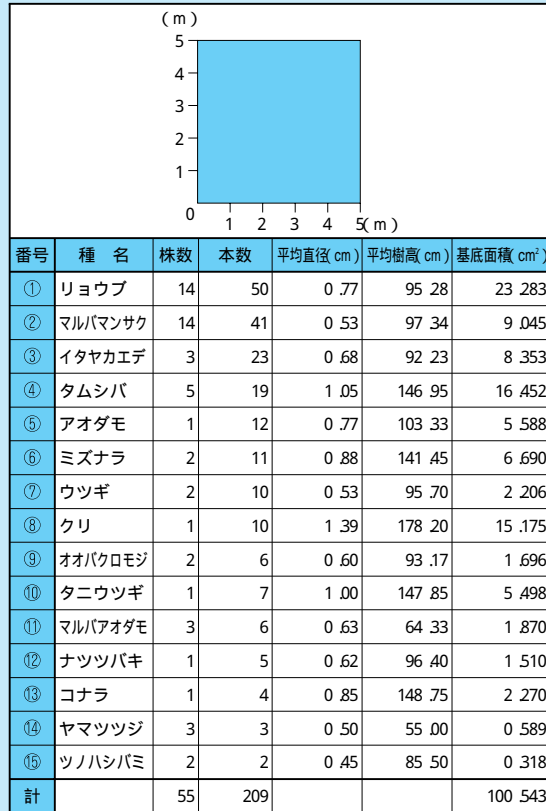 (m)
5
4
3
2
1
0
1 2 3 4 5(m)
番号 種 名 株数 本数 平均直径(cm) 平均樹高(cm) 基底面積(cm²)
① リョウブ 14 50 0.77 95.28 23.283
② マルバマンサク 14 41 0.53 97.34 9.045
③ イタヤカエデ 3 23 0.68 92.23 8.353
④ タムシバ 5 19 1.05 146.95 16.452
⑤ アオダモ 1 12 0.77 103.33 5.588
⑥ ミズナラ 2 11 0.88 141.45 6.690
⑦ ウツギ 2 10 0.53 95.70 2.206
⑧ クリ 1 10 1.39 178.20 15.175
⑨ オオバクロモジ 2 6 0.60 93.17 1.696
⑩ タニウツギ 1 7 1.00 147.85 5.498
⑪ マルバアオダモ 3 6 0.63 64.33 1.870
⑫ ナツツバキ 1 5 0.62 96.40 1.510
⑬ コナラ 1 4 0.85 148.75 2.270
⑭ ヤマツツジ 3 3 0.50 55.00 0.589
⑮ ツノハシバミ 2 2 0.45 85.50 0.318
計 55 209 100.543